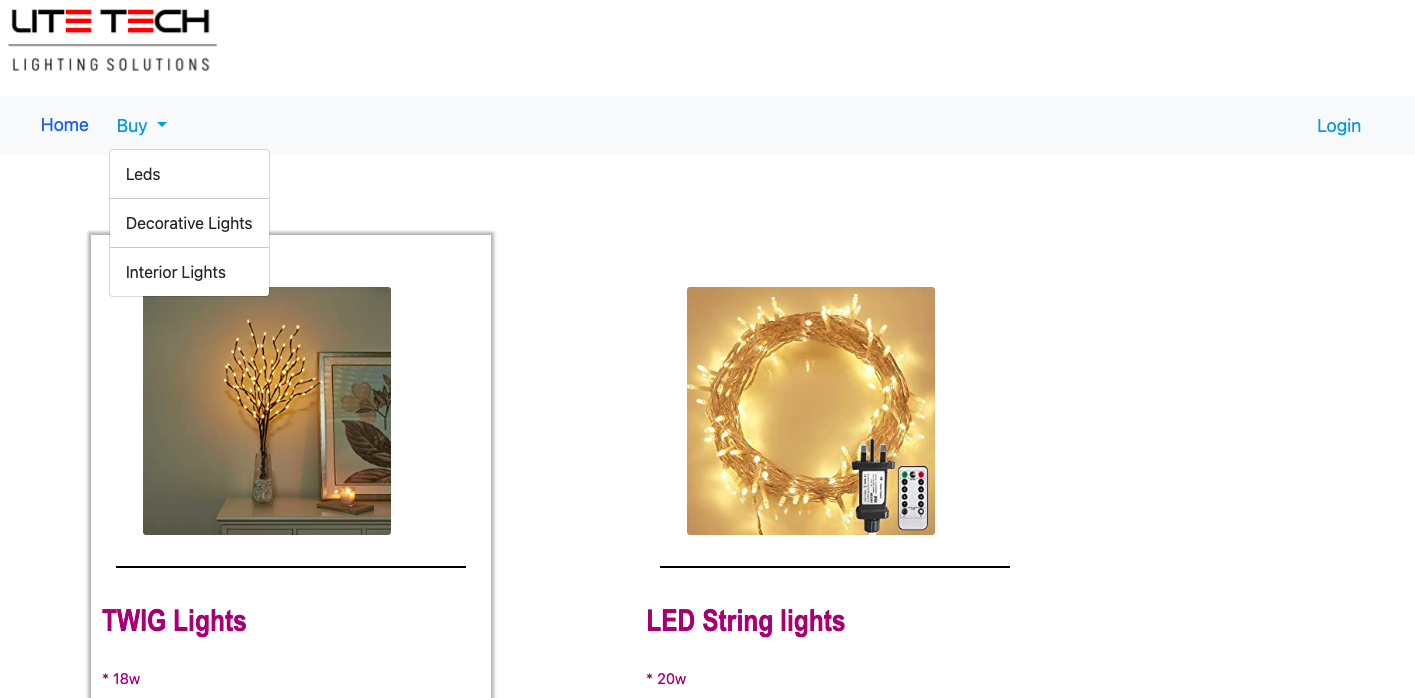 LITE TECH
LIGHTING SOLUTIONS
Home Buy Login
Leds
Decorative Lights
Interior Lights
TWIG Lights
LED String lights
* 18w
* 20w